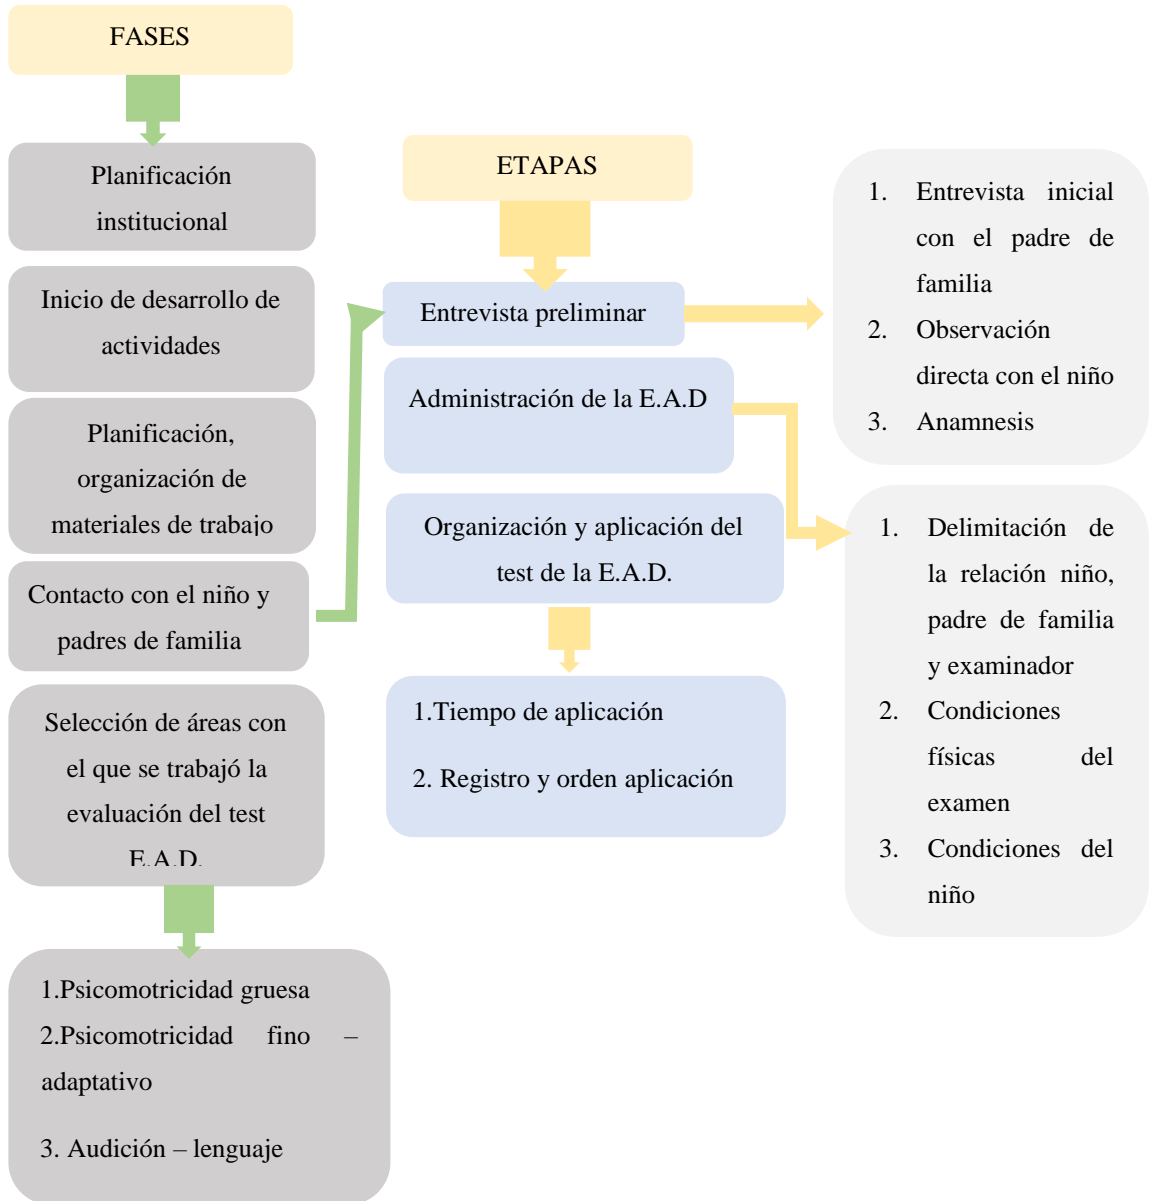 FASES
Planificación
institucional
Inicio de desarrollo de
actividades
Planificación,
organización de
materiales de trabajo
Contacto con el niño y
padres de familia
Selección de áreas con
el que se trabajó la
evaluación del test
E.A.D.
1.Psicomotricidad gruesa
2.Psicomotricidad fino –
adaptativo
3. Audición – lenguaje
ETAPAS
Entrevista preliminar
Administración de la E.A.D
Organización y aplicación del
test de la E.A.D.
1.Tiempo de aplicación
2. Registro y orden aplicación
1. Entrevista inicial
con el padre de
familia
2. Observación
directa con el niño
3. Anamnesis
1. Delimitación de
la relación niño,
padre de familia
y examinador
2. Condiciones
físicas del
examen
3. Condiciones del
niño